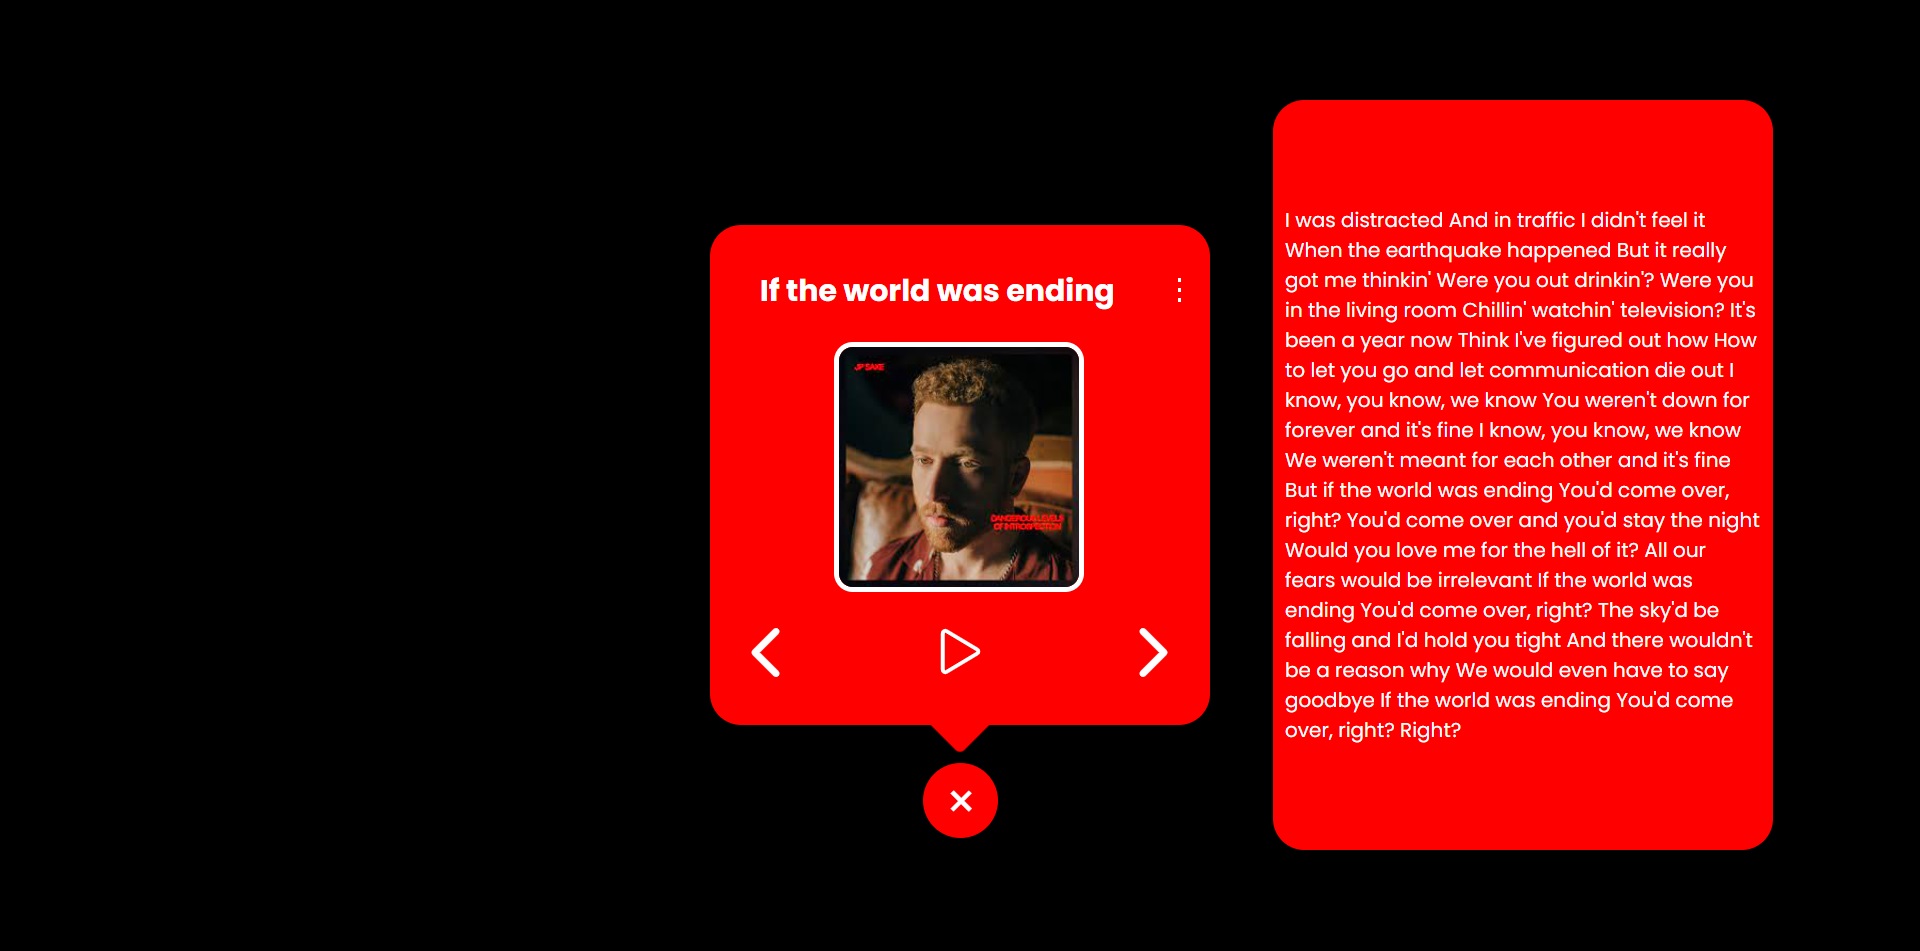 If the world was ending
JP SAXE
DANGEROUS LEVELS
OF INTROSPECTION
I was distracted And in traffic I didn't feel it
When the earthquake happened But it really
got me thinkin' Were you out drinkin'? Were you
in the living room Chillin' watchin' television? It's
been a year now Think I've figured out how How
to let you go and let communication die out I
know, you know, we know You weren't down for
forever and it's fine I know, you know, we know
We weren't meant for each other and it's fine
But if the world was ending You'd come over,
right? You'd come over and you'd stay the night
Would you love me for the hell of it? All our
fears would be irrelevant If the world was
ending You'd come over, right? The sky'd be
falling and I'd hold you tight And there wouldn't
be a reason why We would even have to say
goodbye If the world was ending You'd come
over, right? Right?